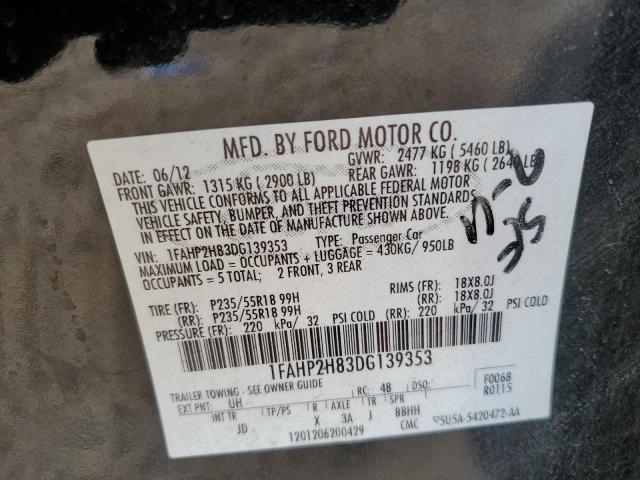 MFD. BY FORD MOTOR CO.
DATE: 06/12 GVWR: 2477 KG ( 5460 LB)
FRONT GAWR: 1315 KG ( 2900 LB) REAR GAWR: 1198 KG ( 2640 LB)
THIS VEHICLE CONFORMS TO ALL APPLICABLE FEDERAL MOTOR
VEHICLE SAFETY, BUMPER, AND THEFT PREVENTION STANDARDS
IN EFFECT ON THE DATE OF MANUFACTURE SHOWN ABOVE.
VIN: 1FAHP2H83DG139353 TYPE: Passenger Car
MAXIMUM LOAD = OCCUPANTS + LUGGAGE = 430KG/ 950LB
OCCUPANTS = 5 TOTAL; 2 FRONT, 3 REAR
TIRE (FR): P235/55R18 99H RIMS (FR): 18X8.0J
(RR): P235/55R18 99H (RR): 18X8.0J
PRESSURE (FR): 220 kPa/ 32 PSI COLD (RR): 220 kPa/ 32 PSI COLD
1FAHP2H83DG139353
TRAILER TOWING - SEE OWNER GUIDE
EXT PNT: UH RC: 48 DSO: F0068
R0115
INT TR TP/PS R AXLE TR SPR
JD X 3A J BBHH
1201206200429 CMC 5U5A-5420472-AA